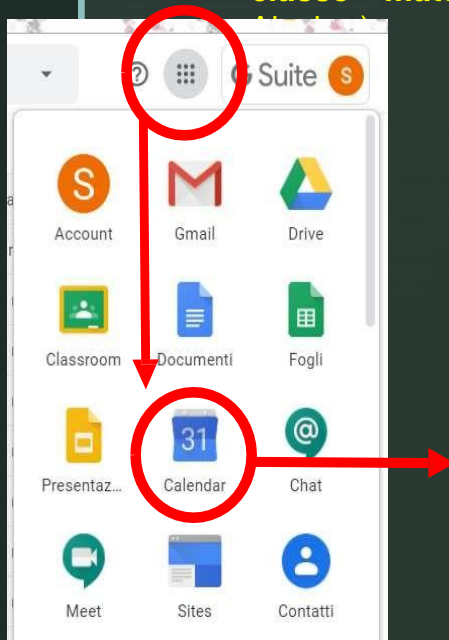 G Suite S
S
Account Gmail Drive
Classroom Documenti Fogli
31 @
Presentaz... Calendar Chat
Meet Sites Contatti